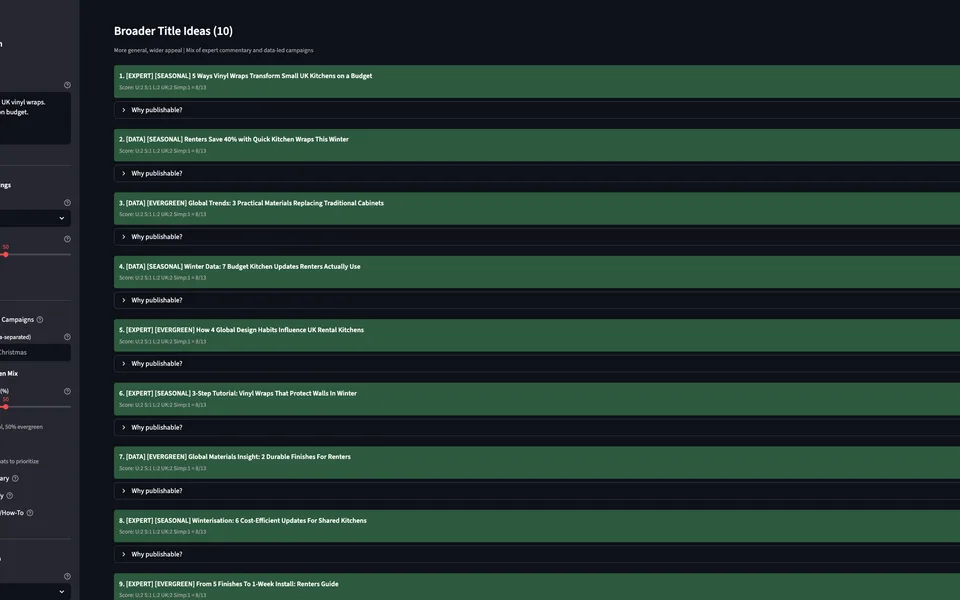 Broader Title Ideas (10)
More general, wider appeal | Mix of expert commentary and data-led campaigns
1. [EXPERT] [SEASONAL] 5 Ways Vinyl Wraps Transform Small UK Kitchens on a Budget
Score: U:2 S:1 L:2 UK:2 Simp:1 = 8/13
Why publishable?
2. [DATA] [SEASONAL] Renters Save 40% with Quick Kitchen Wraps This Winter
Score: U:2 S:1 L:2 UK:2 Simp:1 = 8/13
Why publishable?
3. [DATA] [EVERGREEN] Global Trends: 3 Practical Materials Replacing Traditional Cabinets
Score: U:2 S:1 L:2 UK:2 Simp:1 = 8/13
Why publishable?
4. [DATA] [SEASONAL] Winter Data: 7 Budget Kitchen Updates Renters Actually Use
Score: U:2 S:1 L:2 UK:2 Simp:1 = 8/13
Why publishable?
5. [EXPERT] [EVERGREEN] How 4 Global Design Habits Influence UK Rental Kitchens
Score: U:2 S:1 L:2 UK:2 Simp:1 = 8/13
Why publishable?
6. [EXPERT] [SEASONAL] 3-Step Tutorial: Vinyl Wraps That Protect Walls In Winter
Score: U:2 S:1 L:2 UK:2 Simp:1 = 8/13
Why publishable?
7. [DATA] [EVERGREEN] Global Materials Insight: 2 Durable Finishes For Renters
Score: U:2 S:1 L:2 UK:2 Simp:1 = 8/13
Why publishable?
8. [EXPERT] [SEASONAL] Winterisation: 6 Cost-Efficient Updates For Shared Kitchens
Score: U:2 S:1 L:2 UK:2 Simp:1 = 8/13
Why publishable?
9. [EXPERT] [EVERGREEN] From 5 Finishes To 1-Week Install: Renters Guide
Score: U:2 S:1 L:2 UK:2 Simp:1 = 8/13
UK vinyl wraps.
on budget.
ngs
50
Campaigns
a-separated)
Christmas
en Mix
(%)
50
l, 50% evergreen
ats to prioritize
ary
y
/How-To